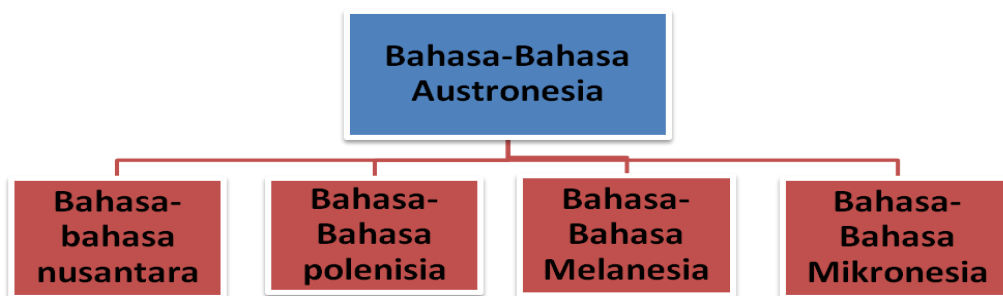 Bahasa-Bahasa
Austronesia
Bahasa-
bahasa
nusantara
Bahasa-
Bahasa
polenisia
Bahasa-
Bahasa
Melanesia
Bahasa-
Bahasa
Mikronesia